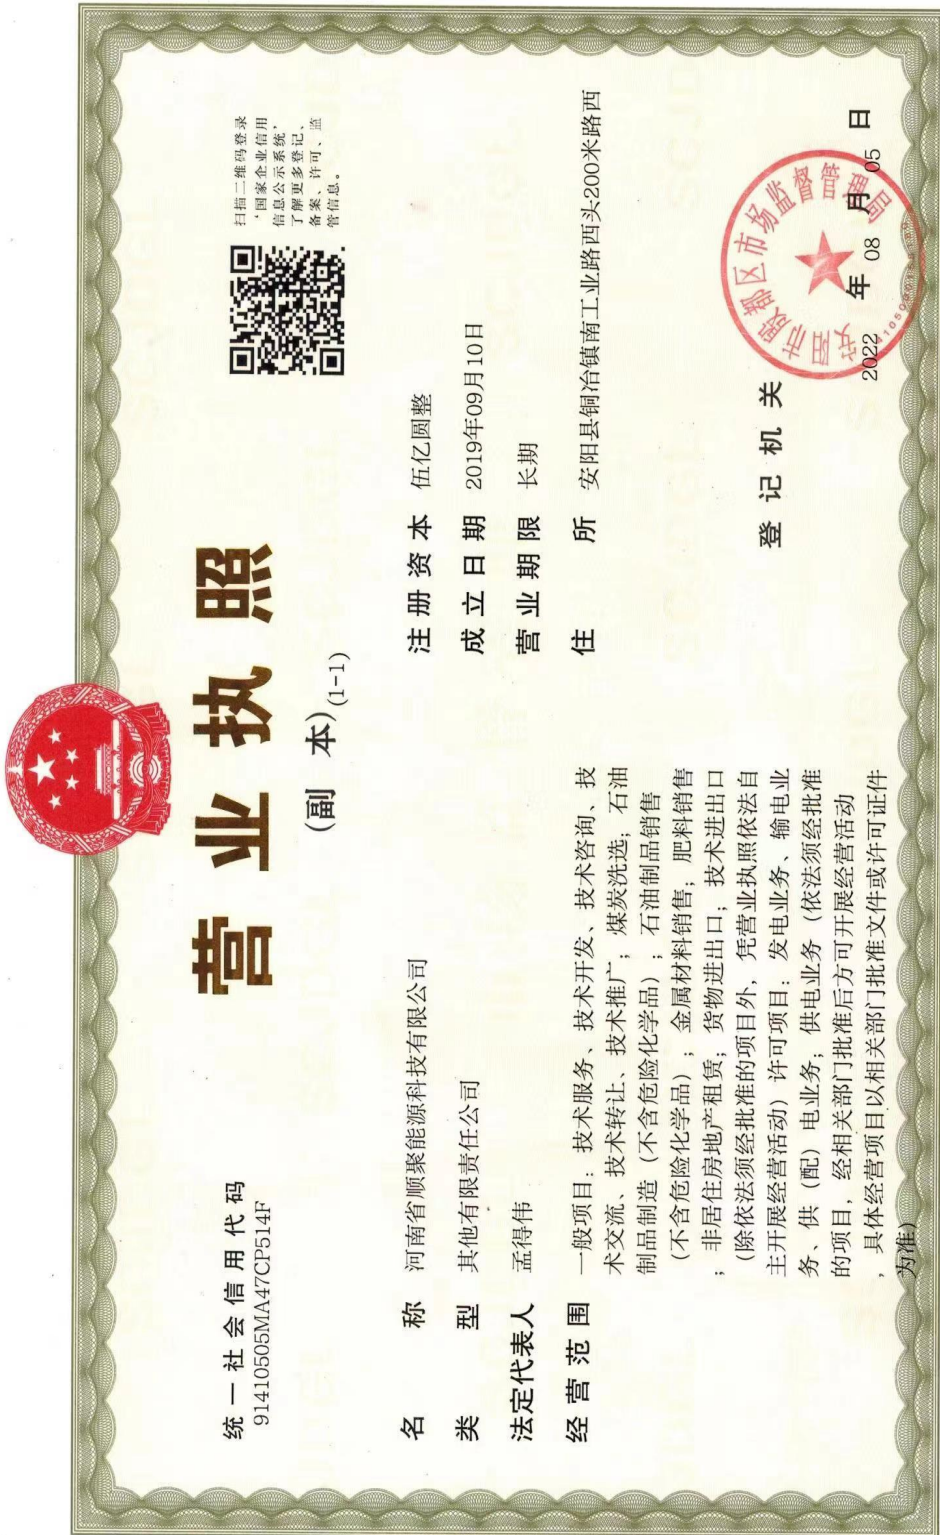 营业执照
(副 本)(1-1)
统一社会信用代码
91410505MA47CP514F
扫描二维码登录
‘国家企业信用
信息公示系统’
了解更多登记、
备案、许可、监
管信息。
名 称 河南省顺聚能源科技有限公司
类 型 其他有限责任公司
法定代表人 孟得伟
经营范围 一般项目：技术服务、技术开发、技术咨询、技
术交流、技术转让、技术推广；煤炭洗选；石油
制品制造（不含危险化学品）；石油制品销售
（不含危险化学品）；金属材料销售；肥料销售
；非居住房地产租赁；货物进出口；技术进出口
（除依法须经批准的项目外，凭营业执照依法自
主开展经营活动）许可项目：发电业务、输电业
务、供（配）电业务；供电业务（依法须经批准
的项目，经相关部门批准后方可开展经营活动
，具体经营项目以相关部门批准文件或许可证件
为准）
注册资本 伍亿圆整
成立日期 2019年09月10日
营业期限 长期
住 所 安阳县铜冶镇南工业路西头200米路西
登记机关
安阳市殷都区市场监督管理局
2022 年 08 月 05 日